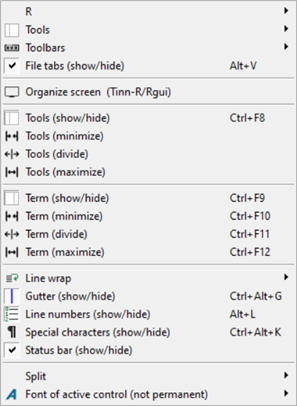 R
Tools
Toolbars
File tabs (show/hide) Alt+V
Organize screen (Tinn-R/Rgui)
Tools (show/hide) Ctrl+F8
Tools (minimize)
Tools (divide)
Tools (maximize)
Term (show/hide) Ctrl+F9
Term (minimize) Ctrl+F10
Term (divide) Ctrl+F11
Term (maximize) Ctrl+F12
Line wrap
Gutter (show/hide) Ctrl+Alt+G
Line numbers (show/hide) Alt+L
Special characters (show/hide) Ctrl+Alt+K
Status bar (show/hide)
Split
Font of active control (not permanent)